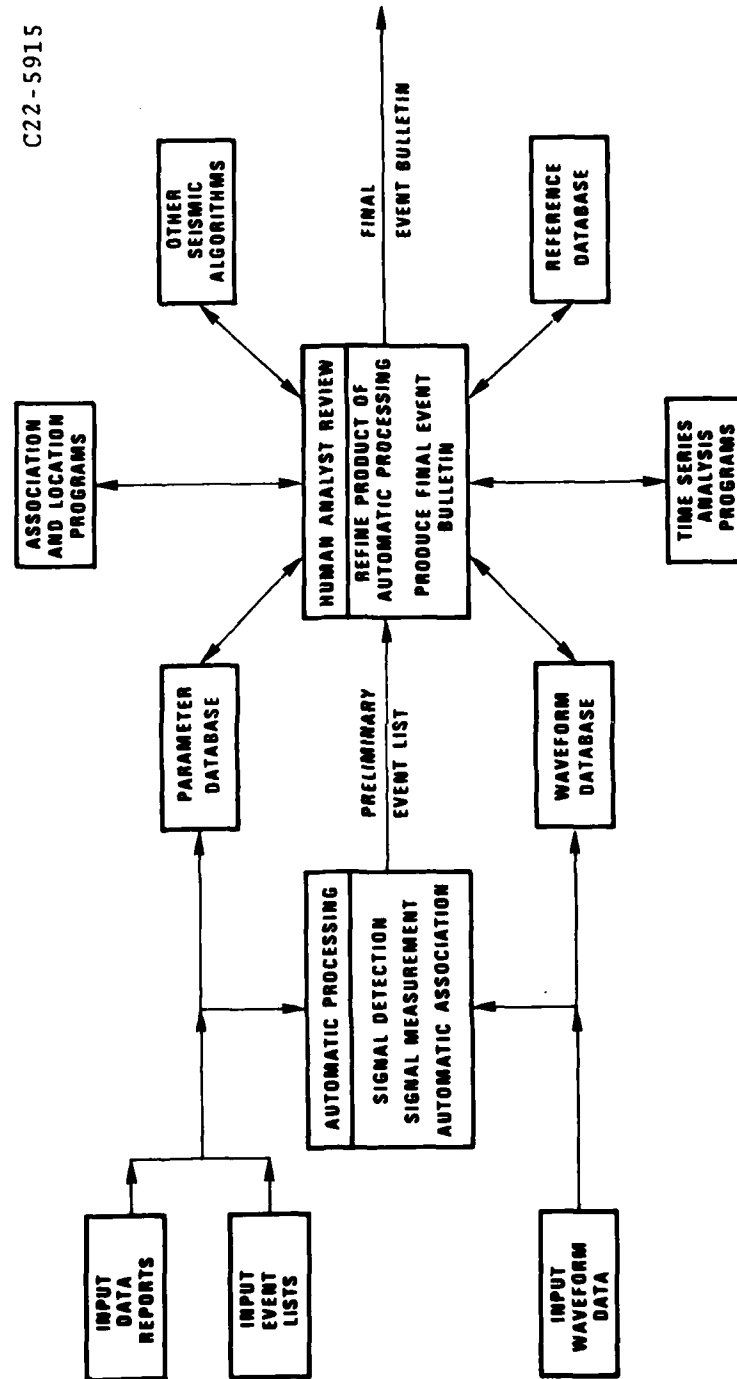 C22-5915
INPUT
DATA
REPORTS
INPUT
EVENT
LISTS
INPUT
WAVEFORM
DATA
AUTOMATIC PROCESSING
SIGNAL DETECTION
SIGNAL MEASUREMENT
AUTOMATIC ASSOCIATION
PARAMETER
DATABASE
PRELIMINARY
EVENT LIST
WAVEFORM
DATABASE
ASSOCIATION
AND LOCATION
PROGRAMS
HUMAN ANALYST REVIEW
REFINE PRODUCT OF
AUTOMATIC PROCESSING
PRODUCE FINAL EVENT
BULLETIN
TIME SERIES
ANALYSIS
PROGRAMS
OTHER
SEISMIC
ALGORITHMS
FINAL
EVENT BULLETIN
REFERENCE
DATABASE